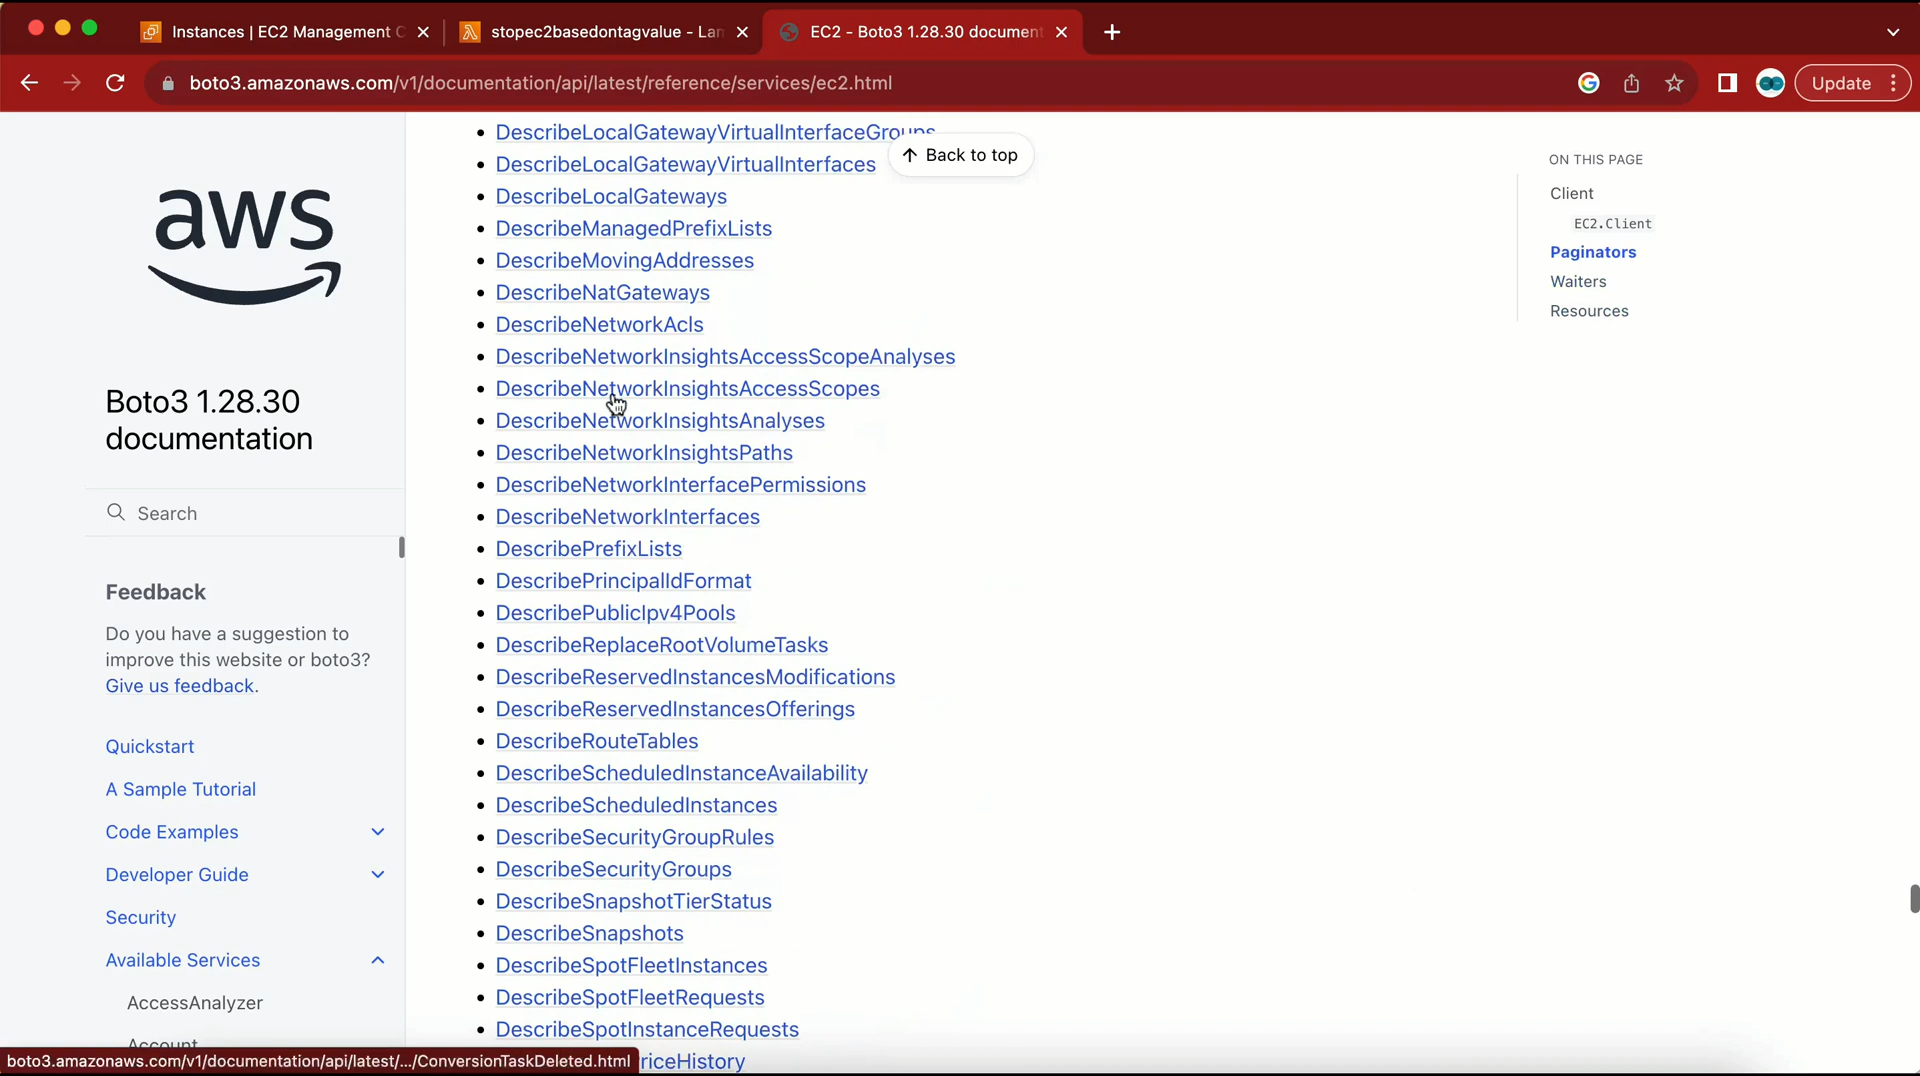 Instances | EC2 Management C
stopec2basedontagvalue - Lam
EC2 - Boto3 1.28.30 document
boto3.amazonaws.com/v1/documentation/api/latest/reference/services/ec2.html
Update
aws
Boto3 1.28.30
documentation
Search
Feedback
Do you have a suggestion to
improve this website or boto3?
Give us feedback.
Quickstart
A Sample Tutorial
Code Examples
Developer Guide
Security
Available Services
AccessAnalyzer
Account
DescribeLocalGatewayVirtualInterfaceGroups
Back to top
DescribeLocalGatewayVirtualInterfaces
DescribeLocalGateways
DescribeManagedPrefixLists
DescribeMovingAddresses
DescribeNatGateways
DescribeNetworkAcls
DescribeNetworkInsightsAccessScopeAnalyses
DescribeNetworkInsightsAccessScopes
DescribeNetworkInsightsAnalyses
DescribeNetworkInsightsPaths
DescribeNetworkInterfacePermissions
DescribeNetworkInterfaces
DescribePrefixLists
DescribePrincipalIdFormat
DescribePublicIpv4Pools
DescribeReplaceRootVolumeTasks
DescribeReservedInstancesModifications
DescribeReservedInstancesOfferings
DescribeRouteTables
DescribeScheduledInstanceAvailability
DescribeScheduledInstances
DescribeSecurityGroupRules
DescribeSecurityGroups
DescribeSnapshotTierStatus
DescribeSnapshots
DescribeSpotFleetInstances
DescribeSpotFleetRequests
DescribeSpotInstanceRequests
riceHistory
ON THIS PAGE
Client
EC2.Client
Paginators
Waiters
Resources
boto3.amazonaws.com/v1/documentation/api/latest/.../ConversionTaskDeleted.html